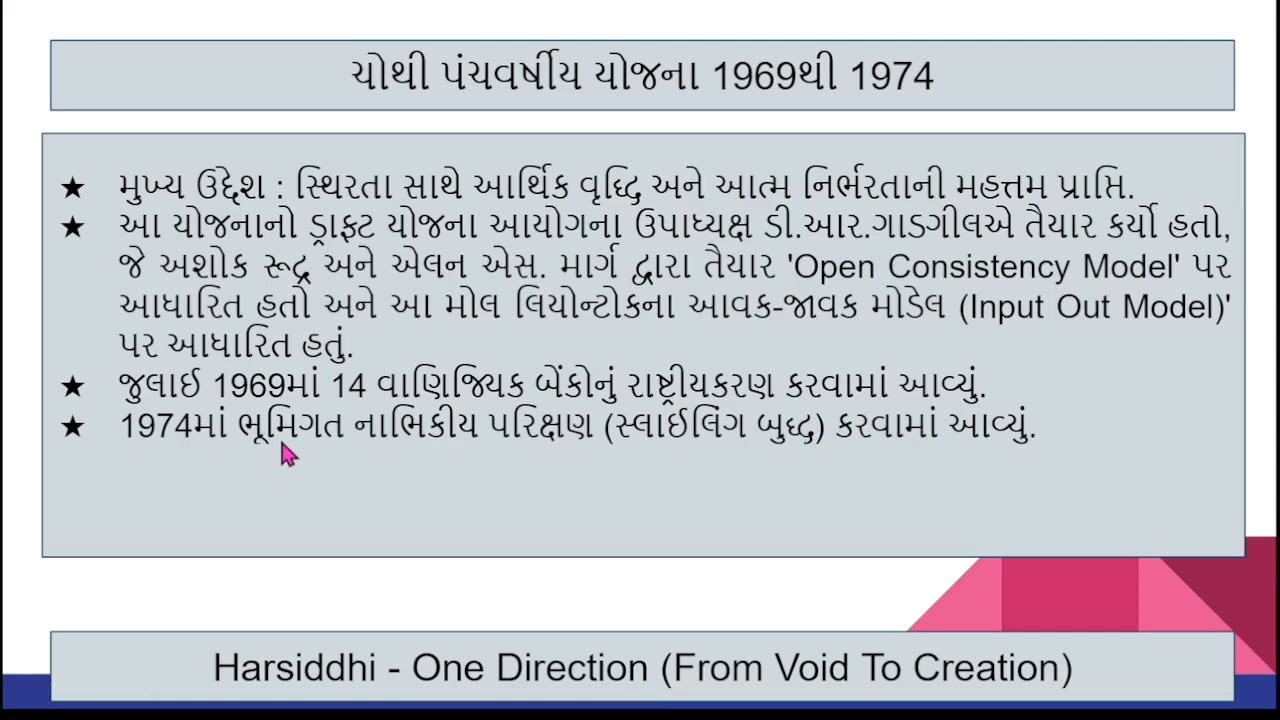 ચોથી પંચવર્ષીય યોજના 1969થી 1974
★ મુખ્ય ઉદ્દેશ : સ્થિરતા સાથે આર્થિક વૃધ્ધિ અને આત્મ નિર્ભરતાની મહત્તમ પ્રાપ્તિ.
★ આ યોજનાનો ડ્રાફ્ટ યોજના આયોગના ઉપાધ્યક્ષ ડી.આર.ગાડગીલએ તૈયાર કર્યો હતો,
જે અશોક રૂદ્ર અને એલન એસ. માર્ગ દ્વારા તૈયાર 'Open Consistency Model' પર
આધારિત હતો અને આ મોલ લિયોન્ટોકના આવક-જાવક મોડેલ (Input Out Model)'
પર આધારિત હતું.
★ જુલાઈ 1969માં 14 વાણિજ્યિક બેંકોનું રાષ્ટ્રીયકરણ કરવામાં આવ્યું.
★ 1974માં ભૂમિગત નાભિકીય પરિક્ષણ (સ્લાઈલિંગ બુધ્ધ) કરવામાં આવ્યું.
Harsiddhi - One Direction (From Void To Creation)